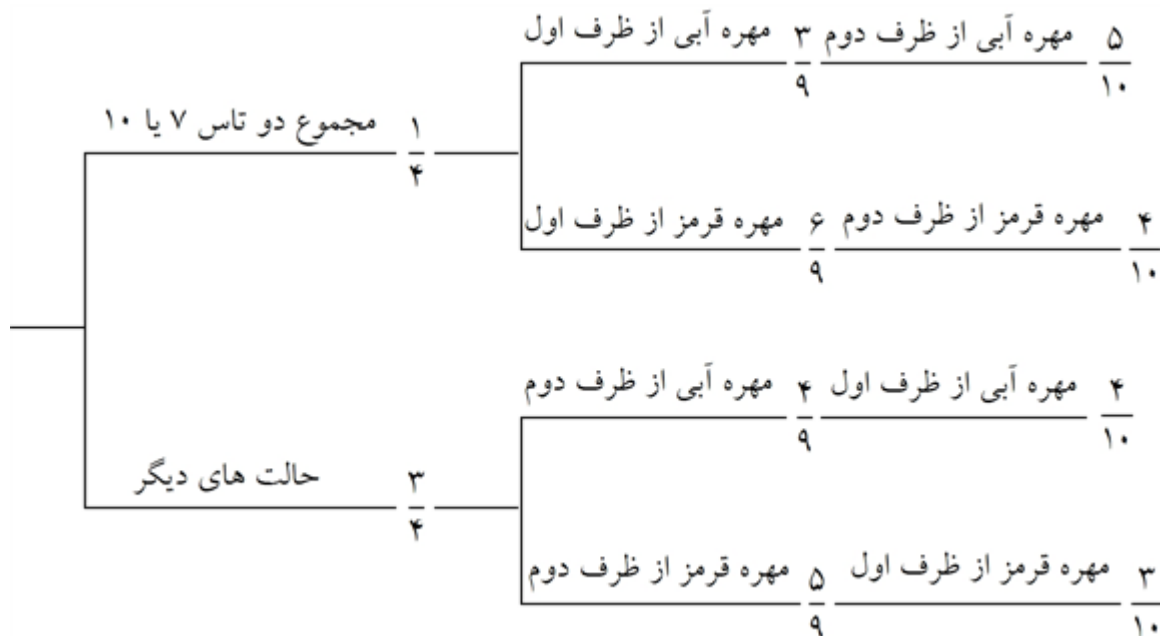 مهره آبی از ظرف اول ۳/۹ مهره آبی از ظرف دوم ۵/۱۰
مجموع دو تاس ۷ یا ۱۰ ۱/۴
مهره قرمز از ظرف اول ۶/۹ مهره قرمز از ظرف دوم ۴/۱۰
مهره آبی از ظرف دوم ۴/۹ مهره آبی از ظرف اول ۴/۱۰
حالت های دیگر ۳/۴
مهره قرمز از ظرف دوم ۵/۹ مهره قرمز از ظرف اول ۳/۱۰